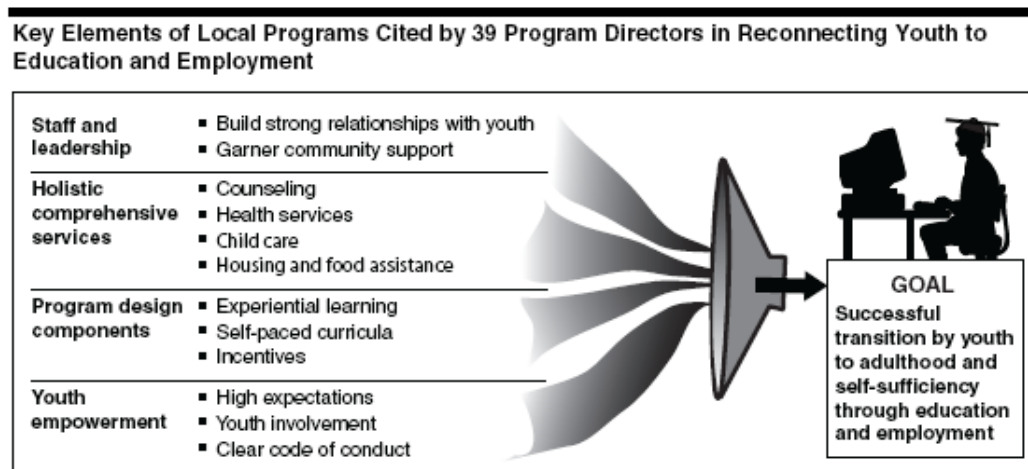 Key Elements of Local Programs Cited by 39 Program Directors in Reconnecting Youth to
Education and Employment
Staff and
leadership
▪ Build strong relationships with youth
▪ Garner community support
Holistic
comprehensive
services
▪ Counseling
▪ Health services
▪ Child care
▪ Housing and food assistance
Program design
components
▪ Experiential learning
▪ Self-paced curricula
▪ Incentives
Youth
empowerment
▪ High expectations
▪ Youth involvement
▪ Clear code of conduct
GOAL
Successful
transition by youth
to adulthood and
self-sufficiency
through education
and employment